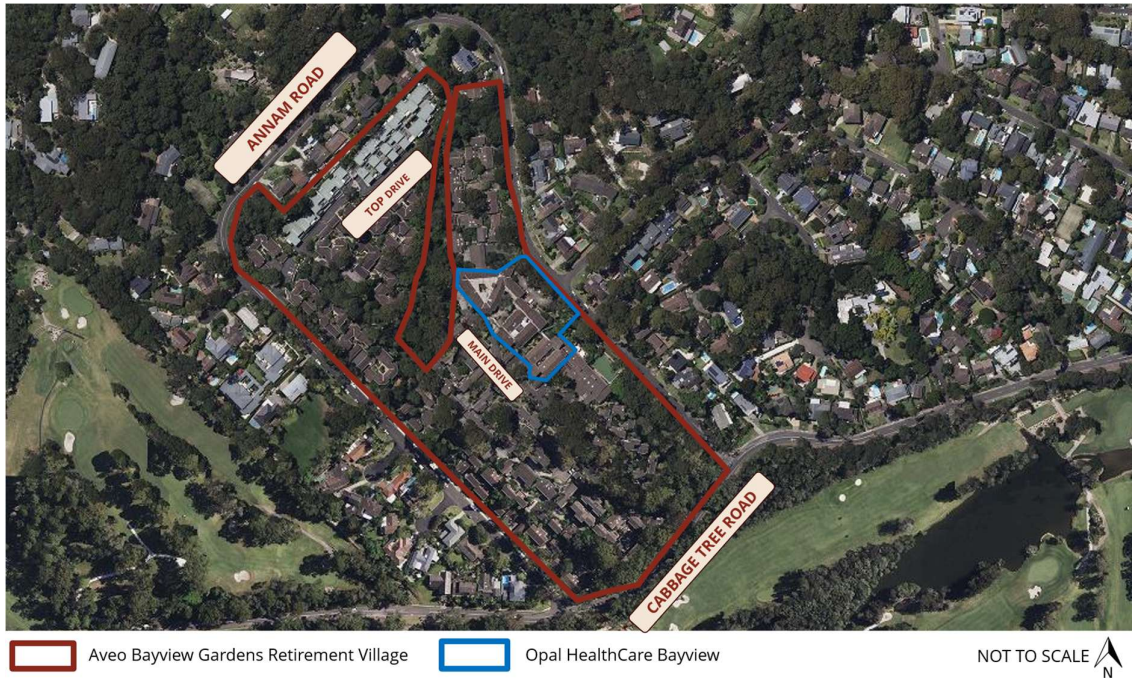 ANNAM ROAD
TOP DRIVE
MAIN DRIVE
CABBAGE TREE ROAD
Aveo Bayview Gardens Retirement Village
Opal HealthCare Bayview
NOT TO SCALE
N